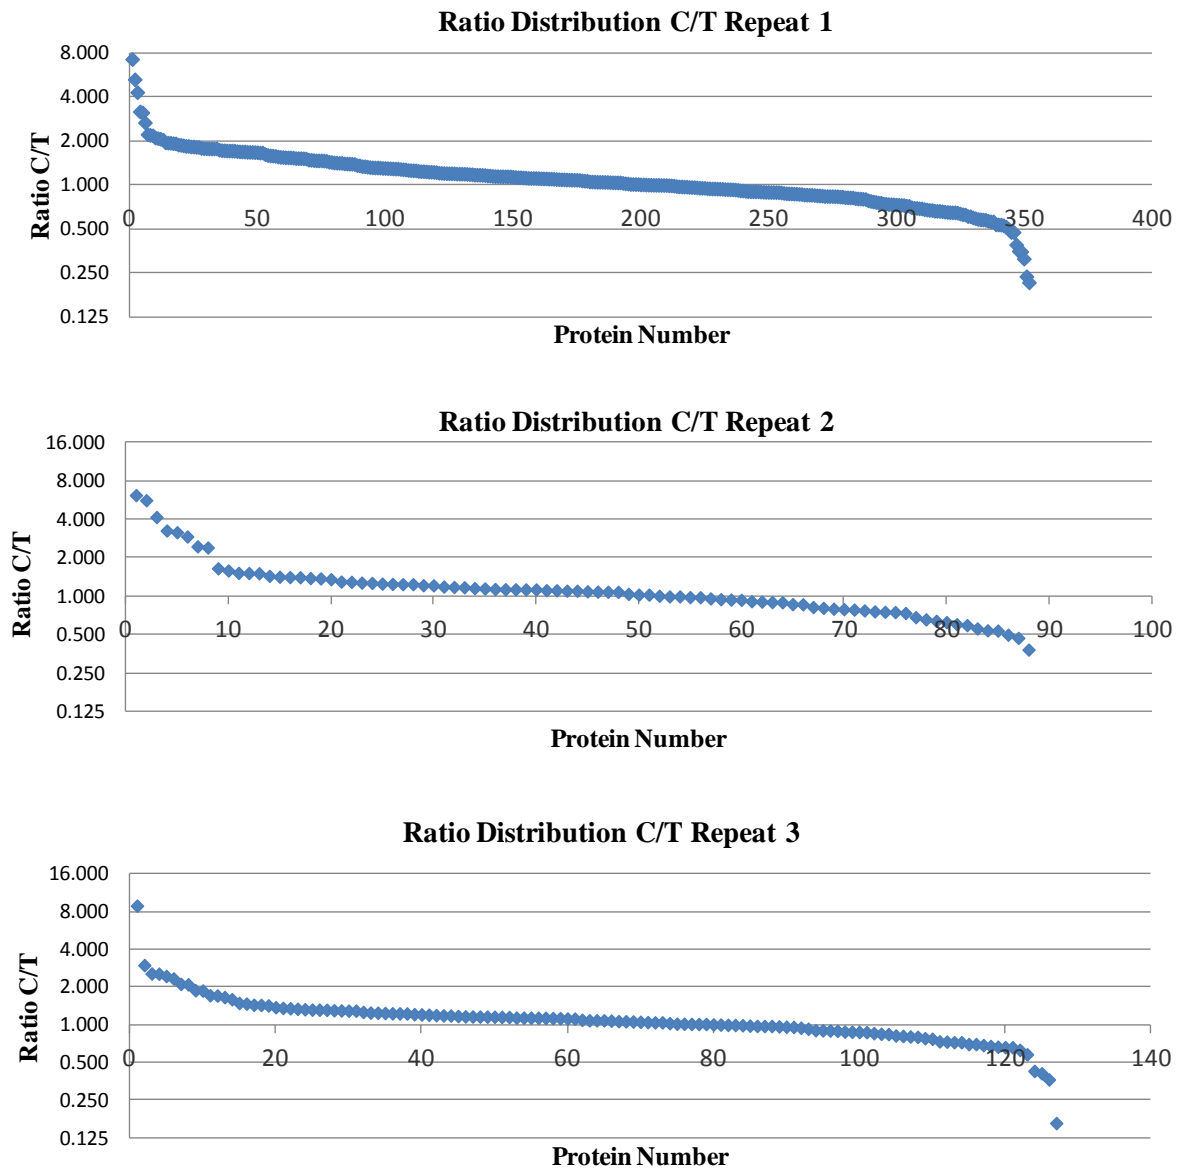 Ratio Distribution C/T Repeat 1
8.000
4.000
2.000
1.000
0 50 100 150 200 250 300 350 400
0.500
0.250
0.125
Ratio C/T
Protein Number
Ratio Distribution C/T Repeat 2
16.000
8.000
4.000
2.000
1.000
0.500
0 10 20 30 40 50 60 70 80 90 100
0.250
0.125
Ratio C/T
Protein Number
Ratio Distribution C/T Repeat 3
16.000
8.000
4.000
2.000
1.000
0 20 40 60 80 100 120 140
0.500
0.250
0.125
Ratio C/T
Protein Number